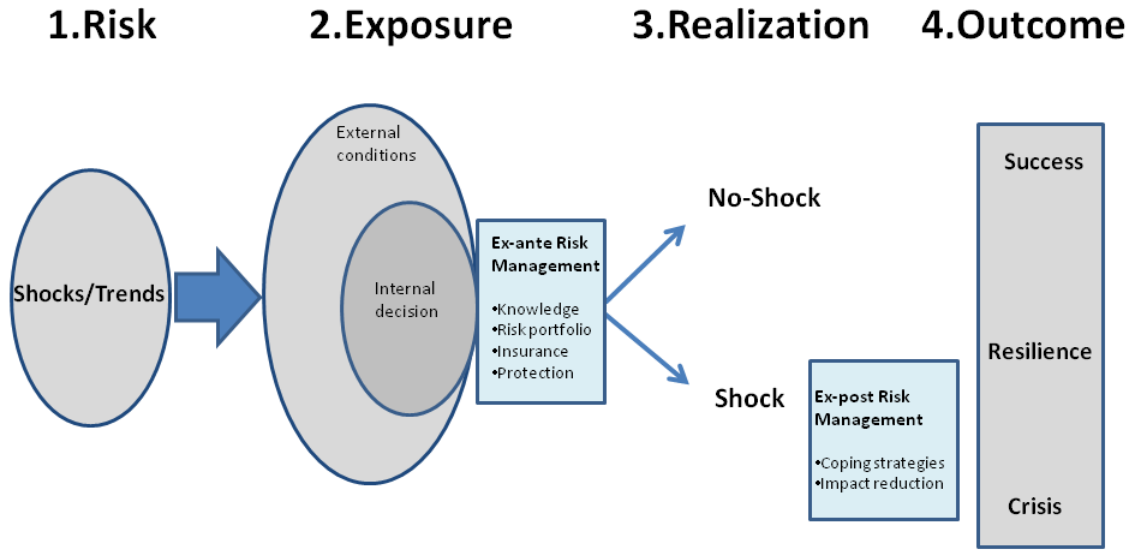 1.Risk
2.Exposure
3.Realization
4.Outcome
Shocks/Trends
External
conditions
Internal
decision
Ex-ante Risk
Management
•Knowledge
•Risk portfolio
•Insurance
•Protection
No-Shock
Shock
Ex-post Risk
Management
•Coping strategies
•Impact reduction
Success
Resilience
Crisis